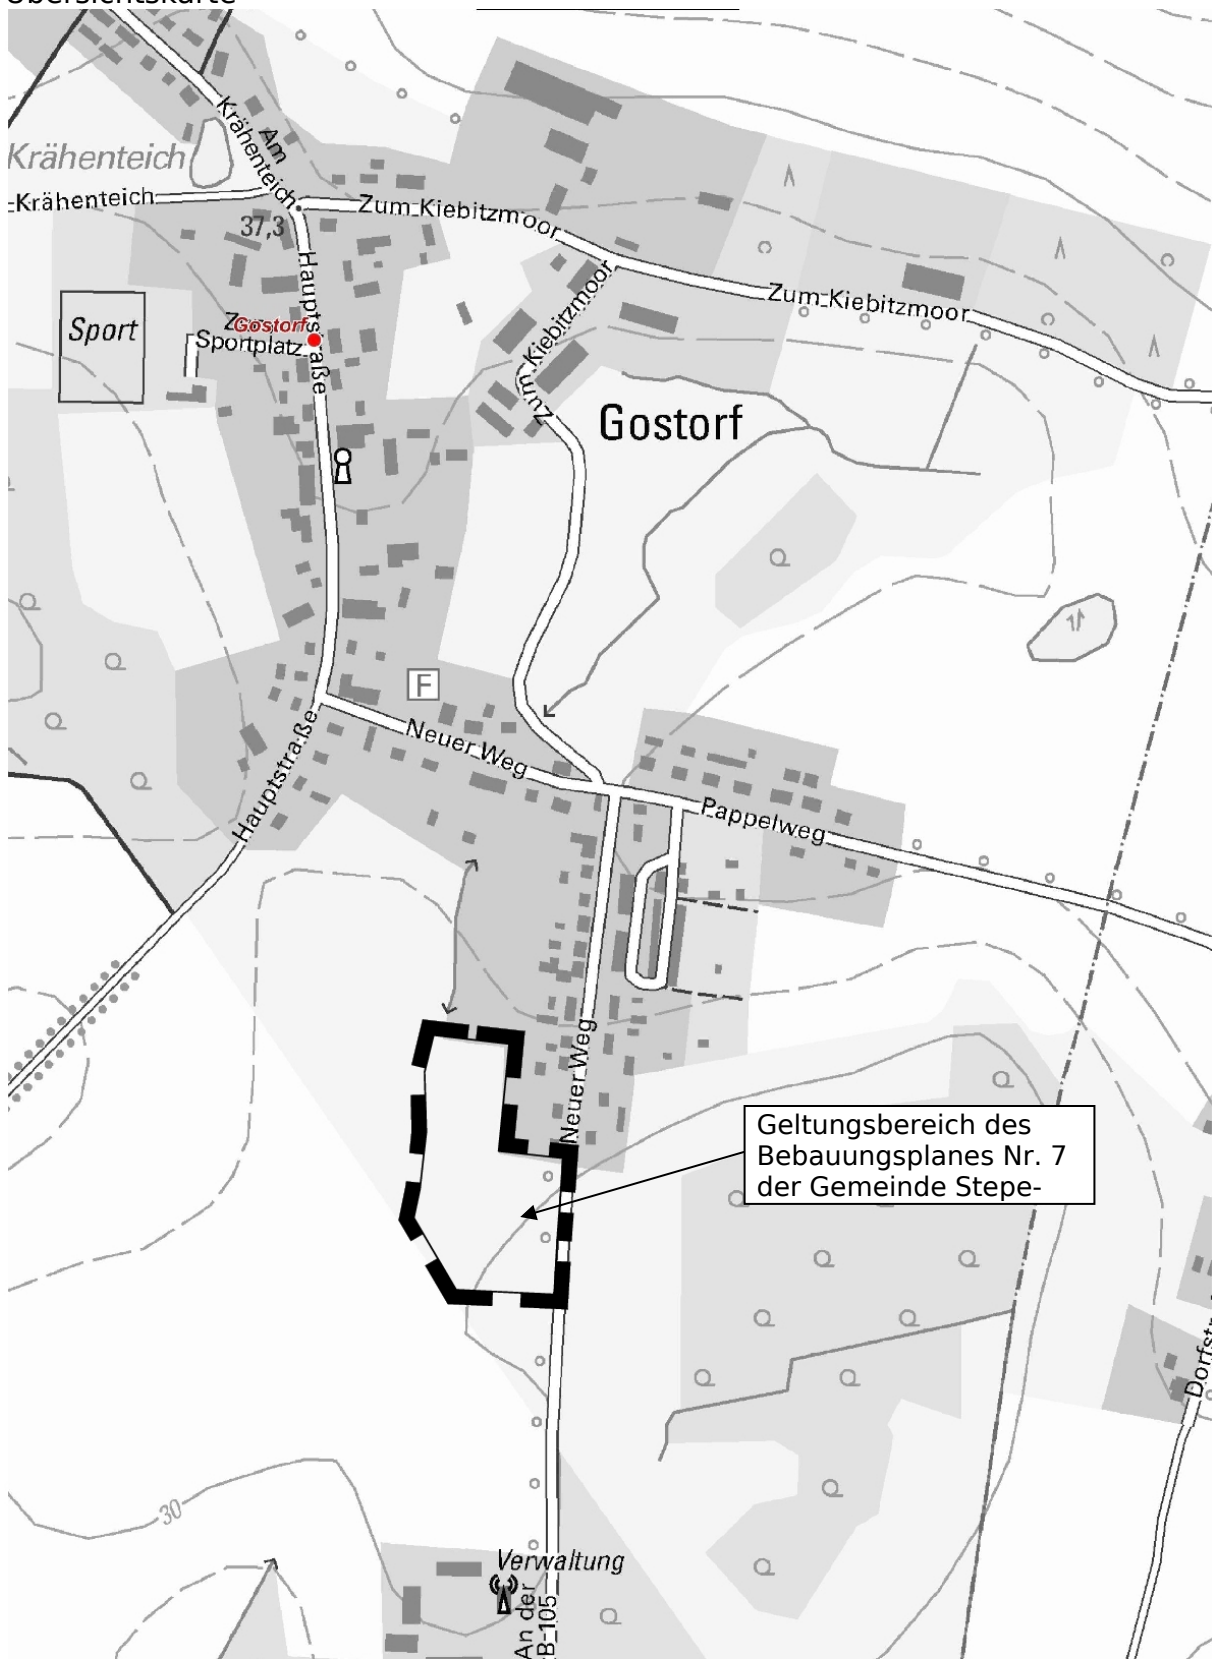 Übersichtskarte
Krähenteich
Am
Krähenteich
Krähenteich
37,3
Zum Kiebitzmoor
Hauptstraße
Zum Kiebitzmoor
Zum Kiebitzmoor
Sport
Gostorf
Sportplatz
Gostorf
F
Neuer Weg
Hauptstraße
Pappelweg
Neuer Weg
Geltungsbereich des
Bebauungsplanes Nr. 7
der Gemeinde Stepe-
30
Verwaltung
An der
B 105